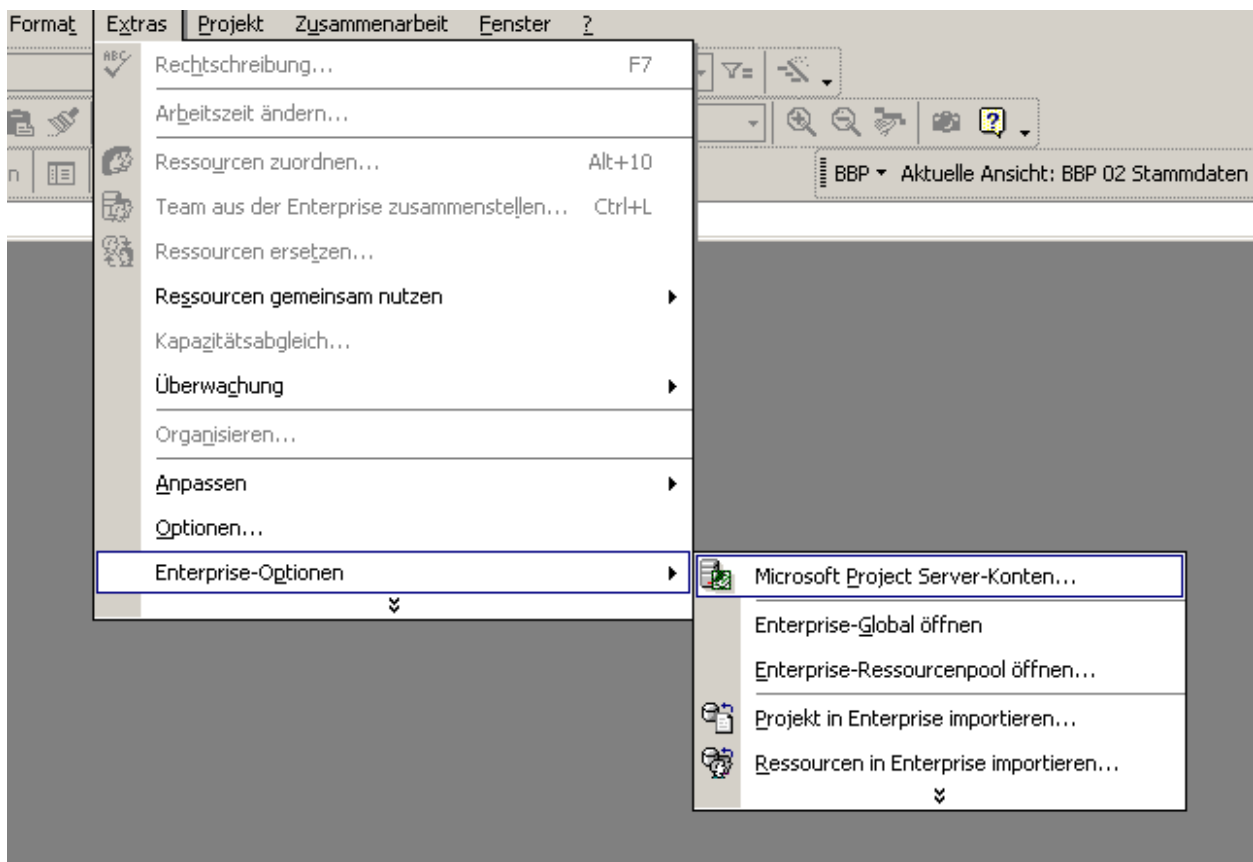 Format Extras Projekt Zusammenarbeit Fenster ?
ABC Rechtschreibung... F7
Arbeitszeit ändern...
Ressourcen zuordnen... Alt+10
n BBP Aktuelle Ansicht: BBP 02 Stammdaten
Team aus der Enterprise zusammenstellen... Ctrl+L
Ressourcen ersetzen...
Ressourcen gemeinsam nutzen
Kapazitätsabgleich...
Überwachung
Organisieren...
Anpassen
Optionen...
Enterprise-Optionen
Microsoft Project Server-Konten...
Enterprise-Global öffnen
Enterprise-Ressourcenpool öffnen...
Projekt in Enterprise importieren...
Ressourcen in Enterprise importieren...